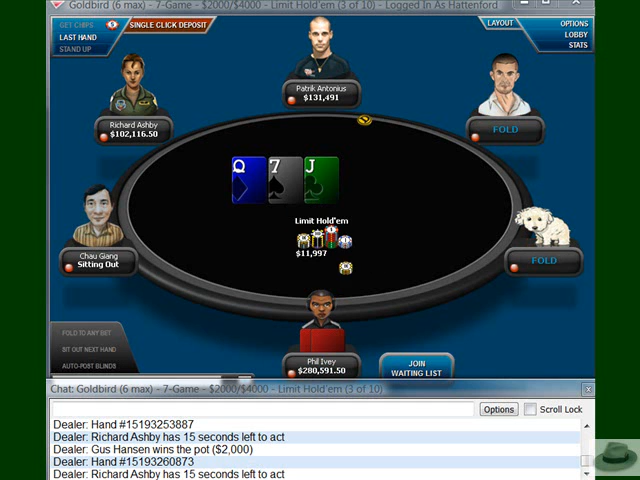 Goldbird (6 max) - 7-Game - $2000/$4000 - Limit Hold'em (3 of 10) - Logged In As Hattenford
GET CHIPS
SINGLE CLICK DEPOSIT
LAST HAND
STAND UP
LAYOUT
OPTIONS
LOBBY
STATS
Patrik Antonius
$131,491
Richard Ashby
$102,116.50
FOLD
Q 7 J
Limit Hold'em
$11,997
Chau Giang
Sitting Out
FOLD
FOLD TO ANY BET
SIT OUT NEXT HAND
AUTO-POST BLINDS
Phil Ivey
$280,591.50
JOIN
WAITING LIST
Chat: Goldbird (6 max) - 7-Game - $2000/$4000 - Limit Hold'em (3 of 10)
Options
Scroll Lock
Dealer: Hand #15193253887
Dealer: Richard Ashby has 15 seconds left to act
Dealer: Gus Hansen wins the pot ($2,000)
Dealer: Hand #15193260873
Dealer: Richard Ashby has 15 seconds left to act